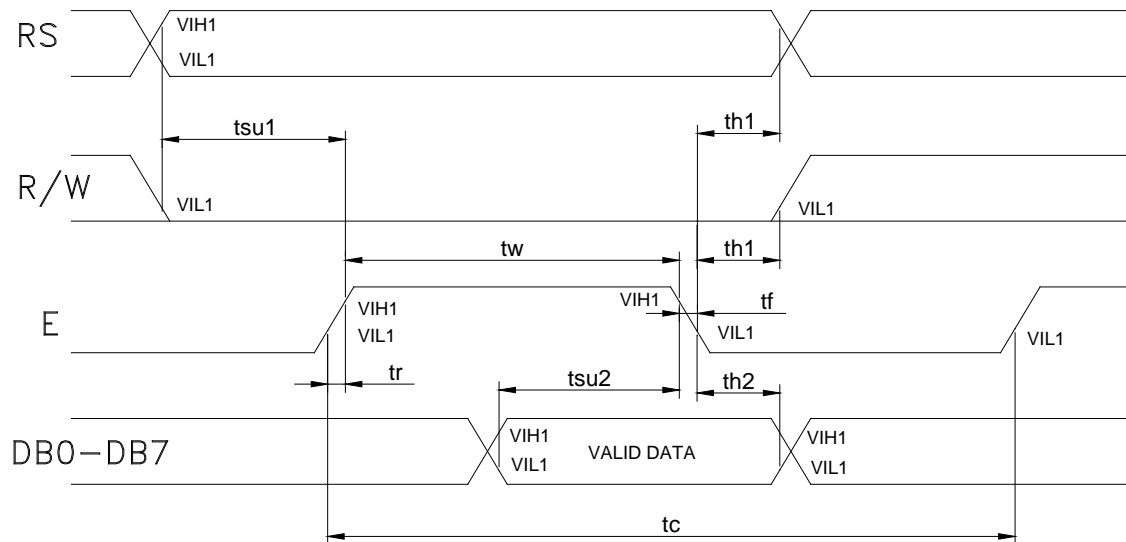 RS
VIH1
VIL1
tsu1
th1
R/W
VIL1
VIL1
tw
th1
E
VIH1
VIL1
VIH1
tf
VIL1
VIL1
tr
tsu2
th2
DB0-DB7
VIH1
VIL1
VALID DATA
VIH1
VIL1
tc